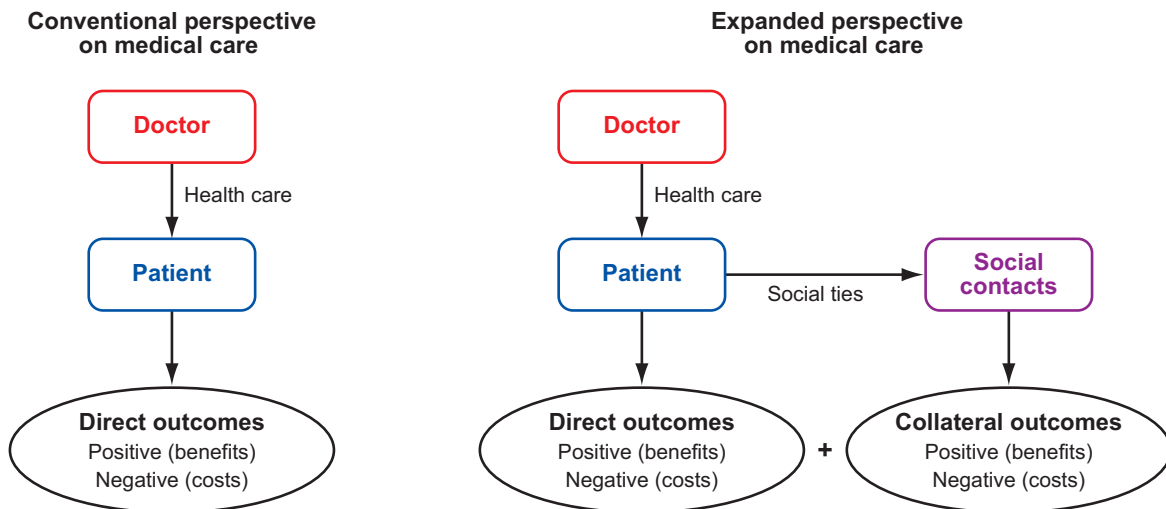 Conventional perspective
on medical care
Doctor
Health care
Patient
Direct outcomes
Positive (benefits)
Negative (costs)
Expanded perspective
on medical care
Doctor
Health care
Patient
Social ties
Social
contacts
Direct outcomes
Positive (benefits)
Negative (costs)
+
Collateral outcomes
Positive (benefits)
Negative (costs)